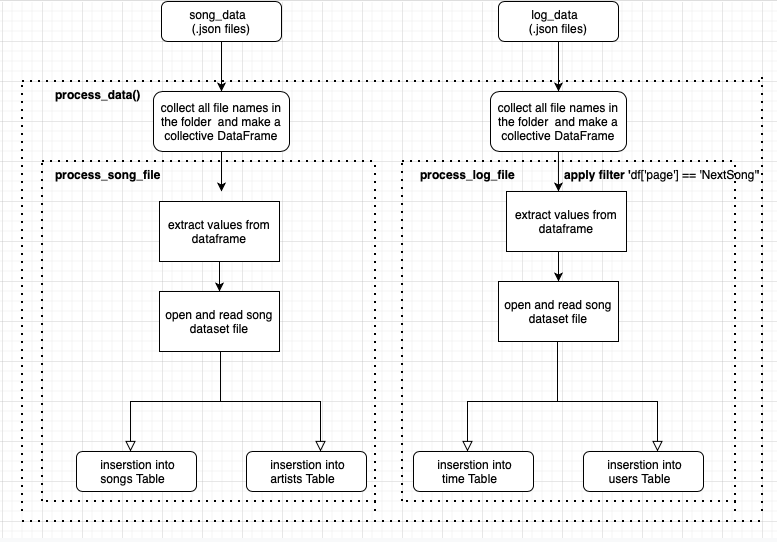 song_data
(.json files)
log_data
(.json files)
process_data()
collect all file names in
the folder and make a
collective DataFrame
collect all file names in
the folder and make a
collective DataFrame
process_song_file
process_log_file
apply filter 'df['page'] == 'NextSong''
extract values from
dataframe
extract values from
dataframe
open and read song
dataset file
open and read song
dataset file
inserstion into
songs Table
inserstion into
artists Table
inserstion into
time Table
inserstion into
users Table